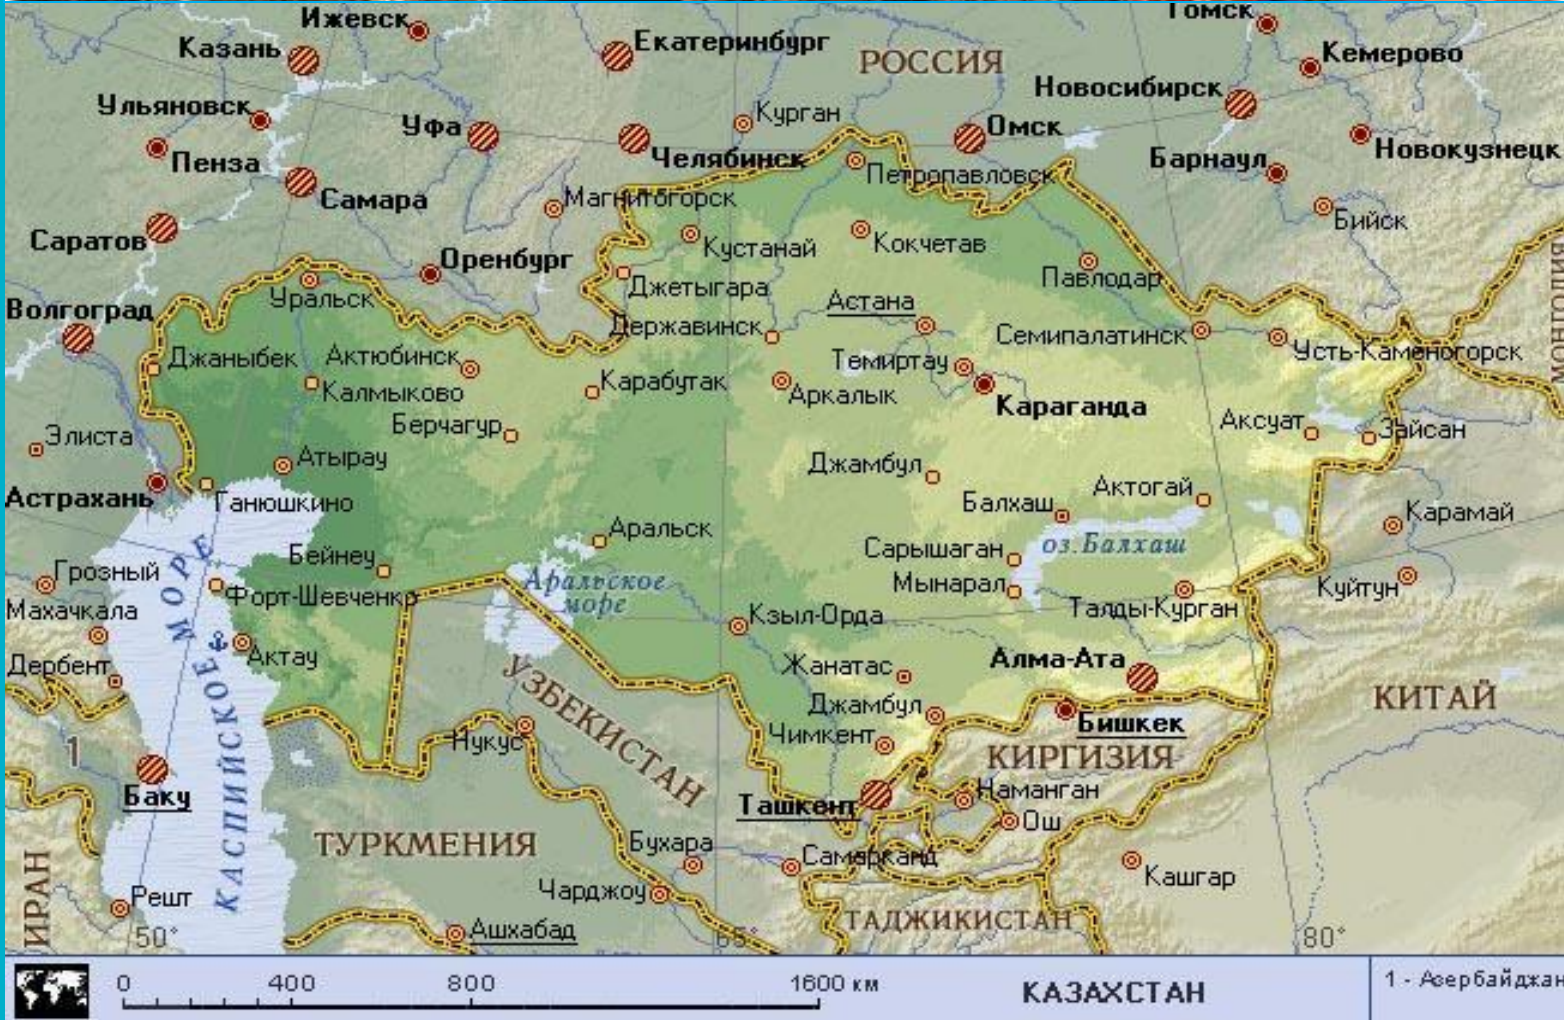 Ижевск
Томск
Казань
Екатеринбург
РОССИЯ
Кемерово
Новосибирск
Ульяновск
Курган
Уфа
Омск
Пенза
Челябинск
Новокузнецк
Барнаул
Петропавловск
Самара
Магнитогорск
Бийск
Саратов
Кустанай
Кокчетав
Оренбург
Павлодар
МОНГОЛИЯ
Уральск
Джетыгара
Астана
Волгоград
Державинск
Семипалатинск
Усть-Каменогорск
Джаныбек
Актюбинск
Темиртау
Калмыково
Карабутак
Аркалык
Караганда
Берчагур
Аксуат
Зайсан
Элиста
Атырау
Джамбул
Астрахань
Ганюшкино
Балхаш
Актогай
Карамай
Аральск
Бейнеу
Сарышаган
оз.Балхаш
Грозный
Форт-Шевченко
Аральское
море
Мынарал
Талды-Курган
Куйтун
Махачкала
Кзыл-Орда
КАСПИЙСКОЕ МОРЕ
Дербент
Актау
Жанатас
Алма-Ата
УЗБЕКИСТАН
КИТАЙ
Джамбул
Бишкек
1
Нукус
Чимкент
КИРГИЗИЯ
Баку
Ташкент
Наманган
Ош
ТУРКМЕНИЯ
Бухара
Самарканд
Кашгар
ИРАН
Решт
Чарджоу
Ашхабад
ТАДЖИКИСТАН
50°
65°
80°
0 400 800 1600 км
КАЗАХСТАН
1 - Азербайджан